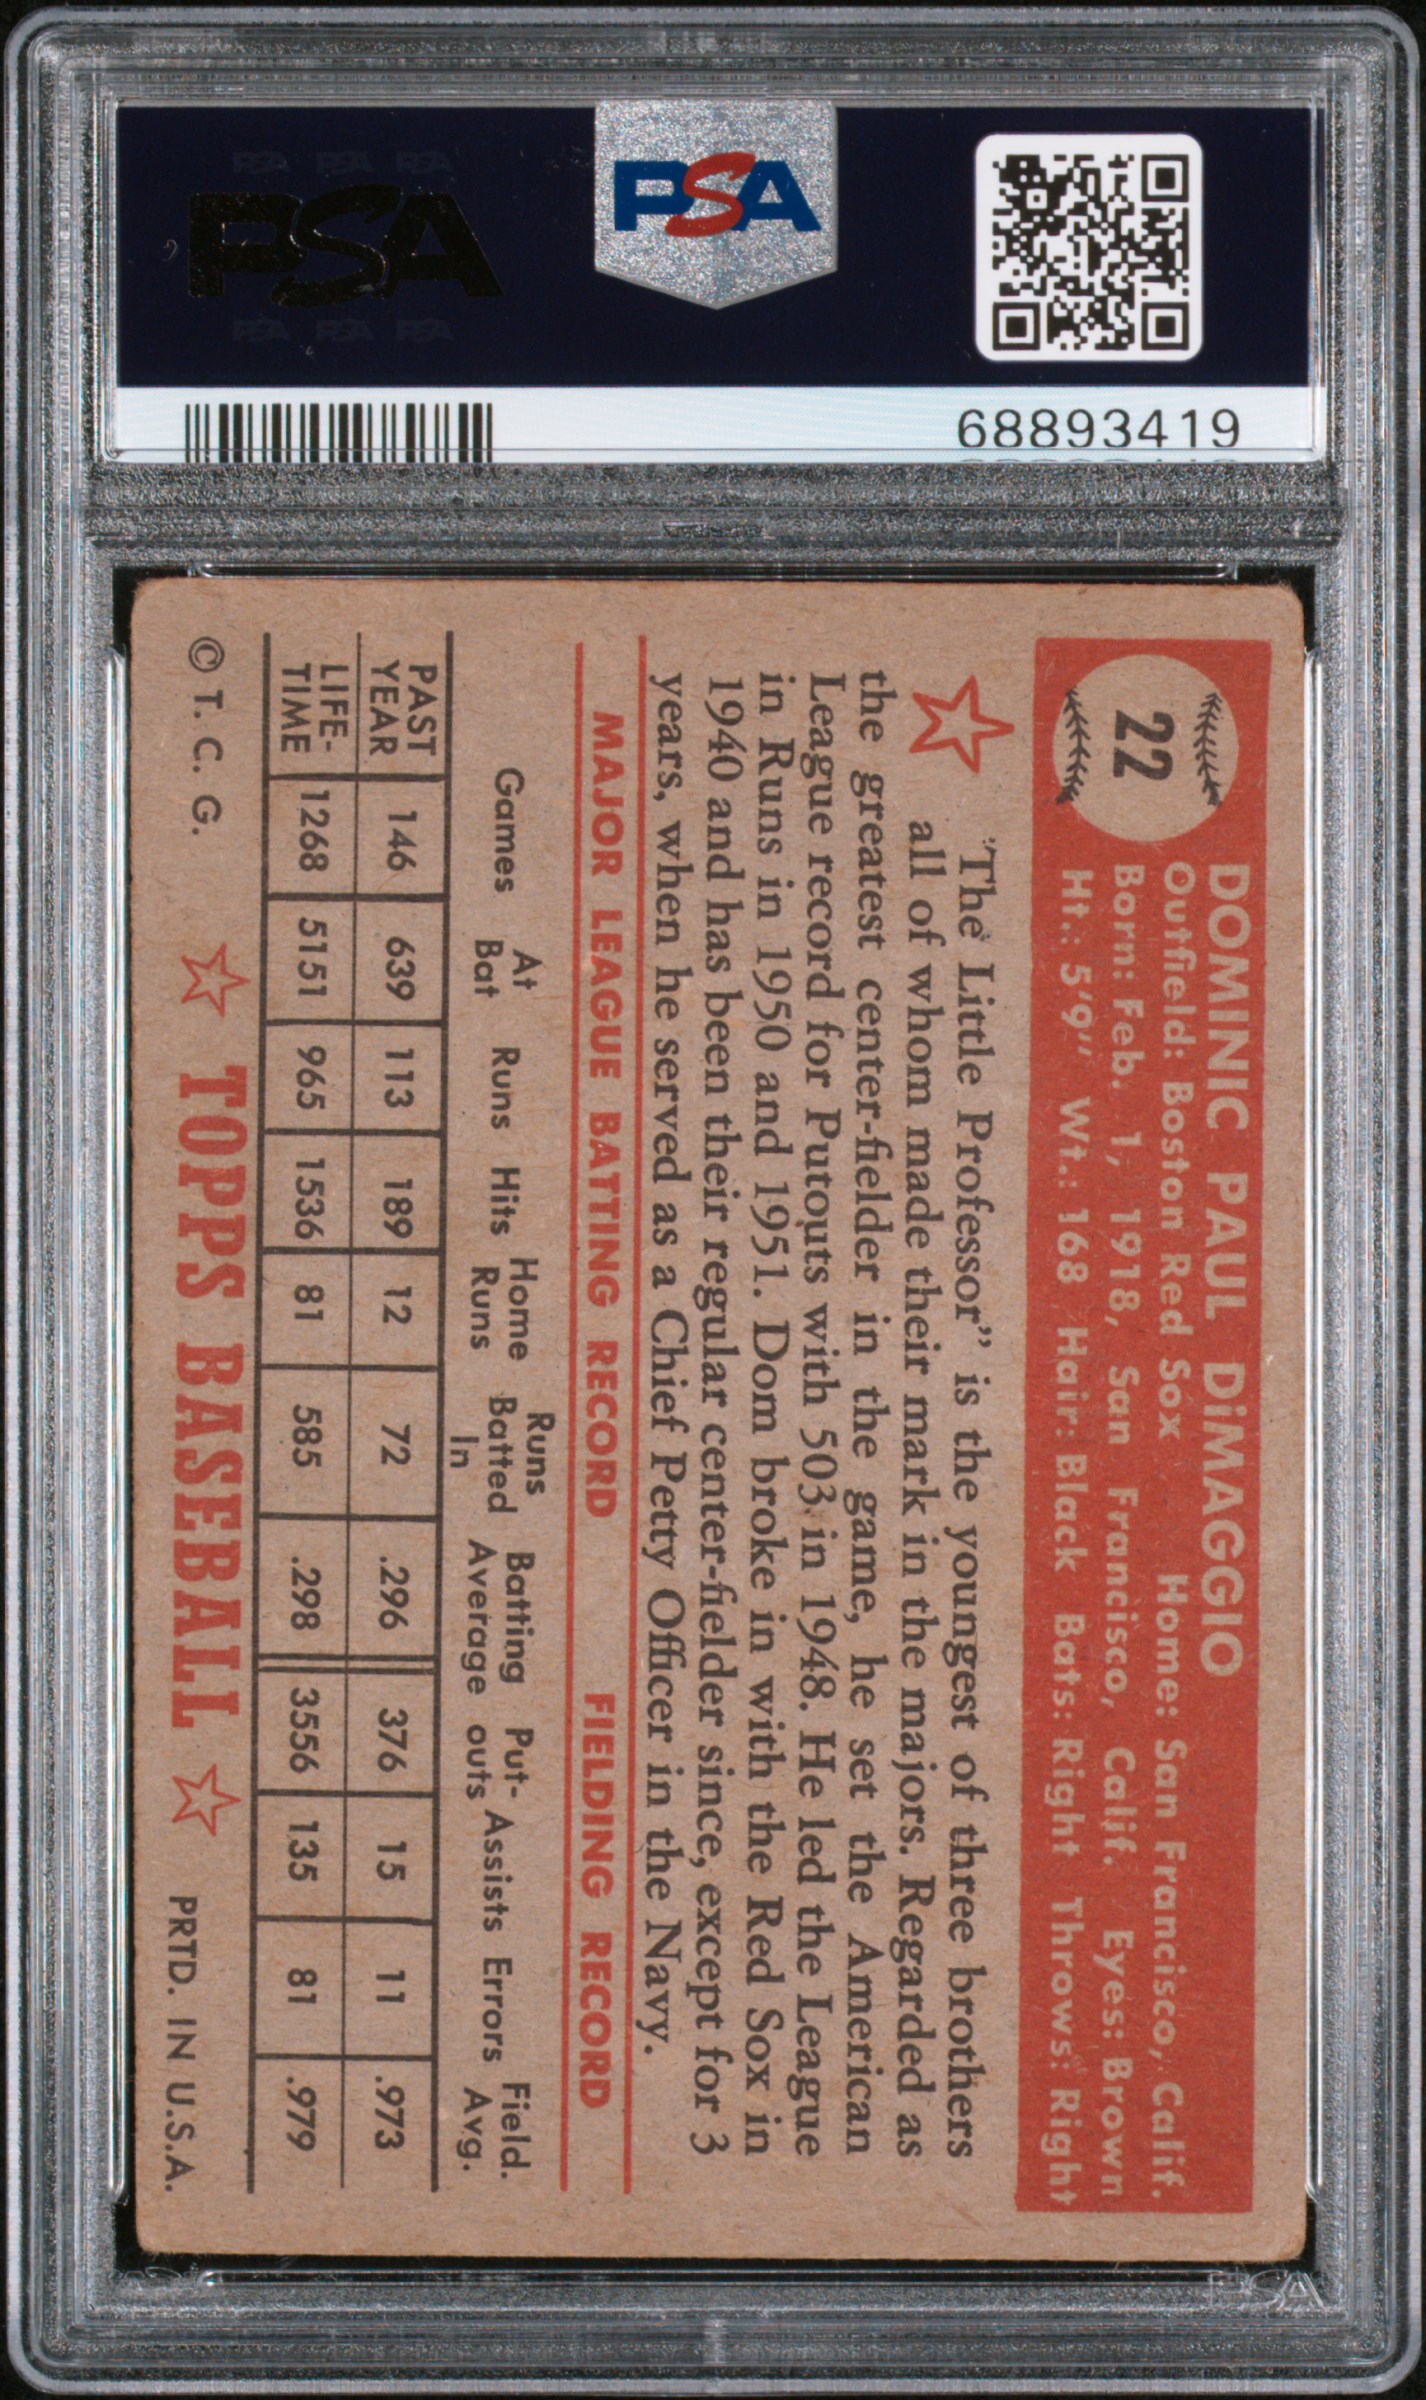 PSA PSA PSA
PSA
PSA PSA PSA
PSA
68893419
22
DOMINIC PAUL DiMAGGIO
Outfield: Boston Red Sox Home: San Francisco, Calif.
Born: Feb. 1, 1918, San Francisco, Calif. Eyes: Brown
Ht.: 5'9" Wt.: 168 Hair: Black Bats: Right Throws: Right
"The Little Professor" is the youngest of three brothers
all of whom made their mark in the majors. Regarded as
the greatest center-fielder in the game, he set the American
League record for Putouts with 503 in 1948. He led the League
in Runs in 1950 and 1951. Dom broke in with the Red Sox in
1940 and has been their regular center-fielder since, except for 3
years, when he served as a Chief Petty Officer in the Navy.
MAJOR LEAGUE BATTING RECORD FIELDING RECORD
Games At Bat Runs Hits Home Runs Runs Batted In Batting Average Put-outs Assists Errors Field. Avg.
PAST YEAR 146 639 113 189 12 72 .296 376 15 11 .973
LIFE-TIME 1268 5151 965 1536 81 585 .298 3556 135 81 .979
© T. C. G. TOPPS BASEBALL PRTD. IN U.S.A.
PSA